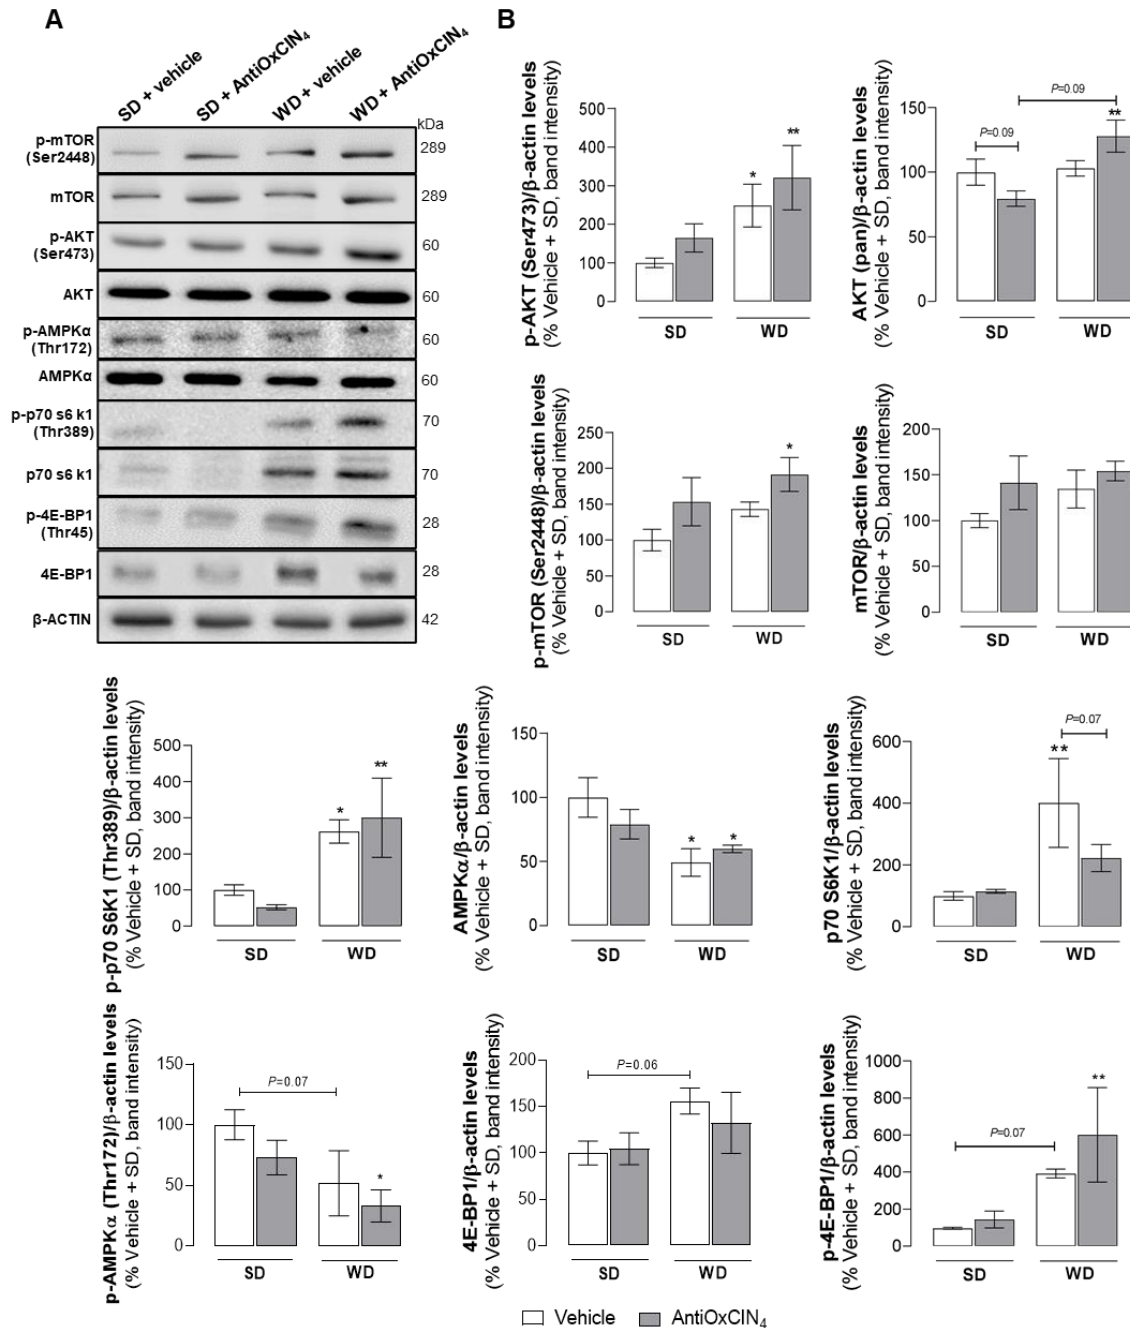 A
SD + vehicle
SD + AntiOxCIN₄
WD + vehicle
WD + AntiOxCIN₄
kDa
p-mTOR
(Ser2448)
289
mTOR
289
p-AKT
(Ser473)
60
AKT
60
p-AMPKα
(Thr172)
60
AMPKα
60
p-p70 s6 k1
(Thr389)
70
p70 s6 k1
70
p-4E-BP1
(Thr45)
28
4E-BP1
28
β-ACTIN
42
B
p-AKT (Ser473)/β-actin levels
(% Vehicle + SD, band intensity)
500
400
300
200
100
0
*
**
SD
WD
AKT (pan)/β-actin levels
(% Vehicle + SD, band intensity)
150
100
50
0
P=0.09
P=0.09
**
SD
WD
p-mTOR (Ser2448)/β-actin levels
(% Vehicle + SD, band intensity)
250
200
150
100
50
0
*
SD
WD
mTOR/β-actin levels
(% Vehicle + SD, band intensity)
200
150
100
50
0
SD
WD
p-p70 S6K1 (Thr389)/β-actin levels
(% Vehicle + SD, band intensity)
500
400
300
200
100
0
*
**
SD
WD
AMPKα/β-actin levels
(% Vehicle + SD, band intensity)
150
100
50
0
*
*
SD
WD
p70 S6K1/β-actin levels
(% Vehicle + SD, band intensity)
600
400
200
0
**
P=0.07
SD
WD
p-AMPKα (Thr172)/β-actin levels
(% Vehicle + SD, band intensity)
150
100
50
0
P=0.07
*
SD
WD
4E-BP1/β-actin levels
(% Vehicle + SD, band intensity)
200
150
100
50
0
P=0.06
SD
WD
p-4E-BP1/β-actin levels
(% Vehicle + SD, band intensity)
1000
800
600
400
200
0
P=0.07
**
SD
WD
Vehicle
AntiOxCIN₄